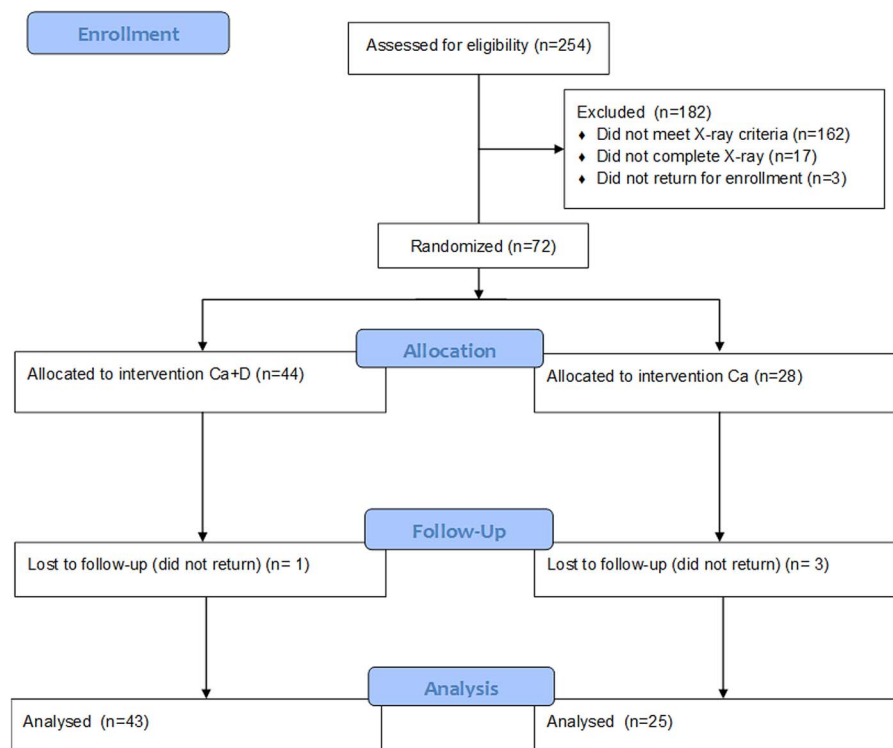 Enrollment
Assessed for eligibility (n=254)
Excluded (n=182)
♦ Did not meet X-ray criteria (n=162)
♦ Did not complete X-ray (n=17)
♦ Did not return for enrollment (n=3)
Randomized (n=72)
Allocation
Allocated to intervention Ca+D (n=44)
Allocated to intervention Ca (n=28)
Follow-Up
Lost to follow-up (did not return) (n= 1)
Lost to follow-up (did not return) (n= 3)
Analysis
Analysed (n=43)
Analysed (n=25)